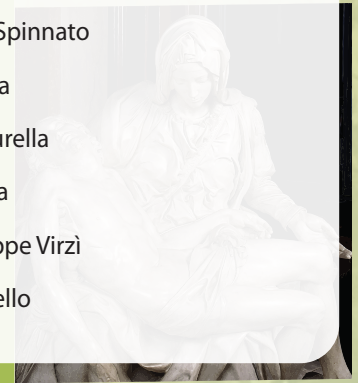 Spinnato
a
urella
a
ppe Virzì
ello